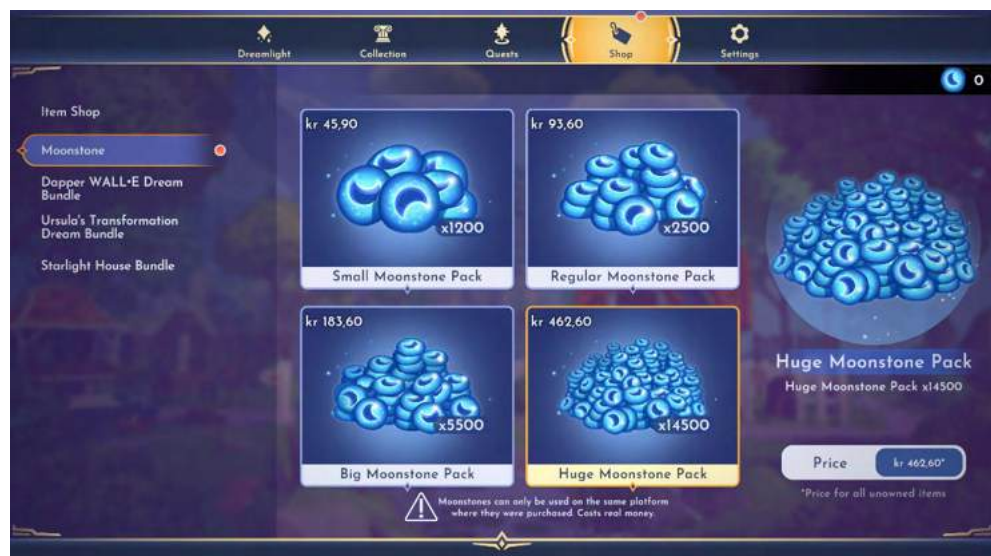 Dreamlight
Collection
Quests
Shop
Settings
0
Item Shop
Moonstone
Dapper WALL•E Dream
Bundle
Ursula's Transformation
Dream Bundle
Starlight House Bundle
kr 45,90
x1200
Small Moonstone Pack
kr 93,60
x2500
Regular Moonstone Pack
kr 183,60
x5500
Big Moonstone Pack
kr 462,60
x14500
Huge Moonstone Pack
Moonstones can only be used on the same platform
where they were purchased. Costs real money.
Huge Moonstone Pack
Huge Moonstone Pack x14500
Price
kr 462,60*
*Price for all unowned items